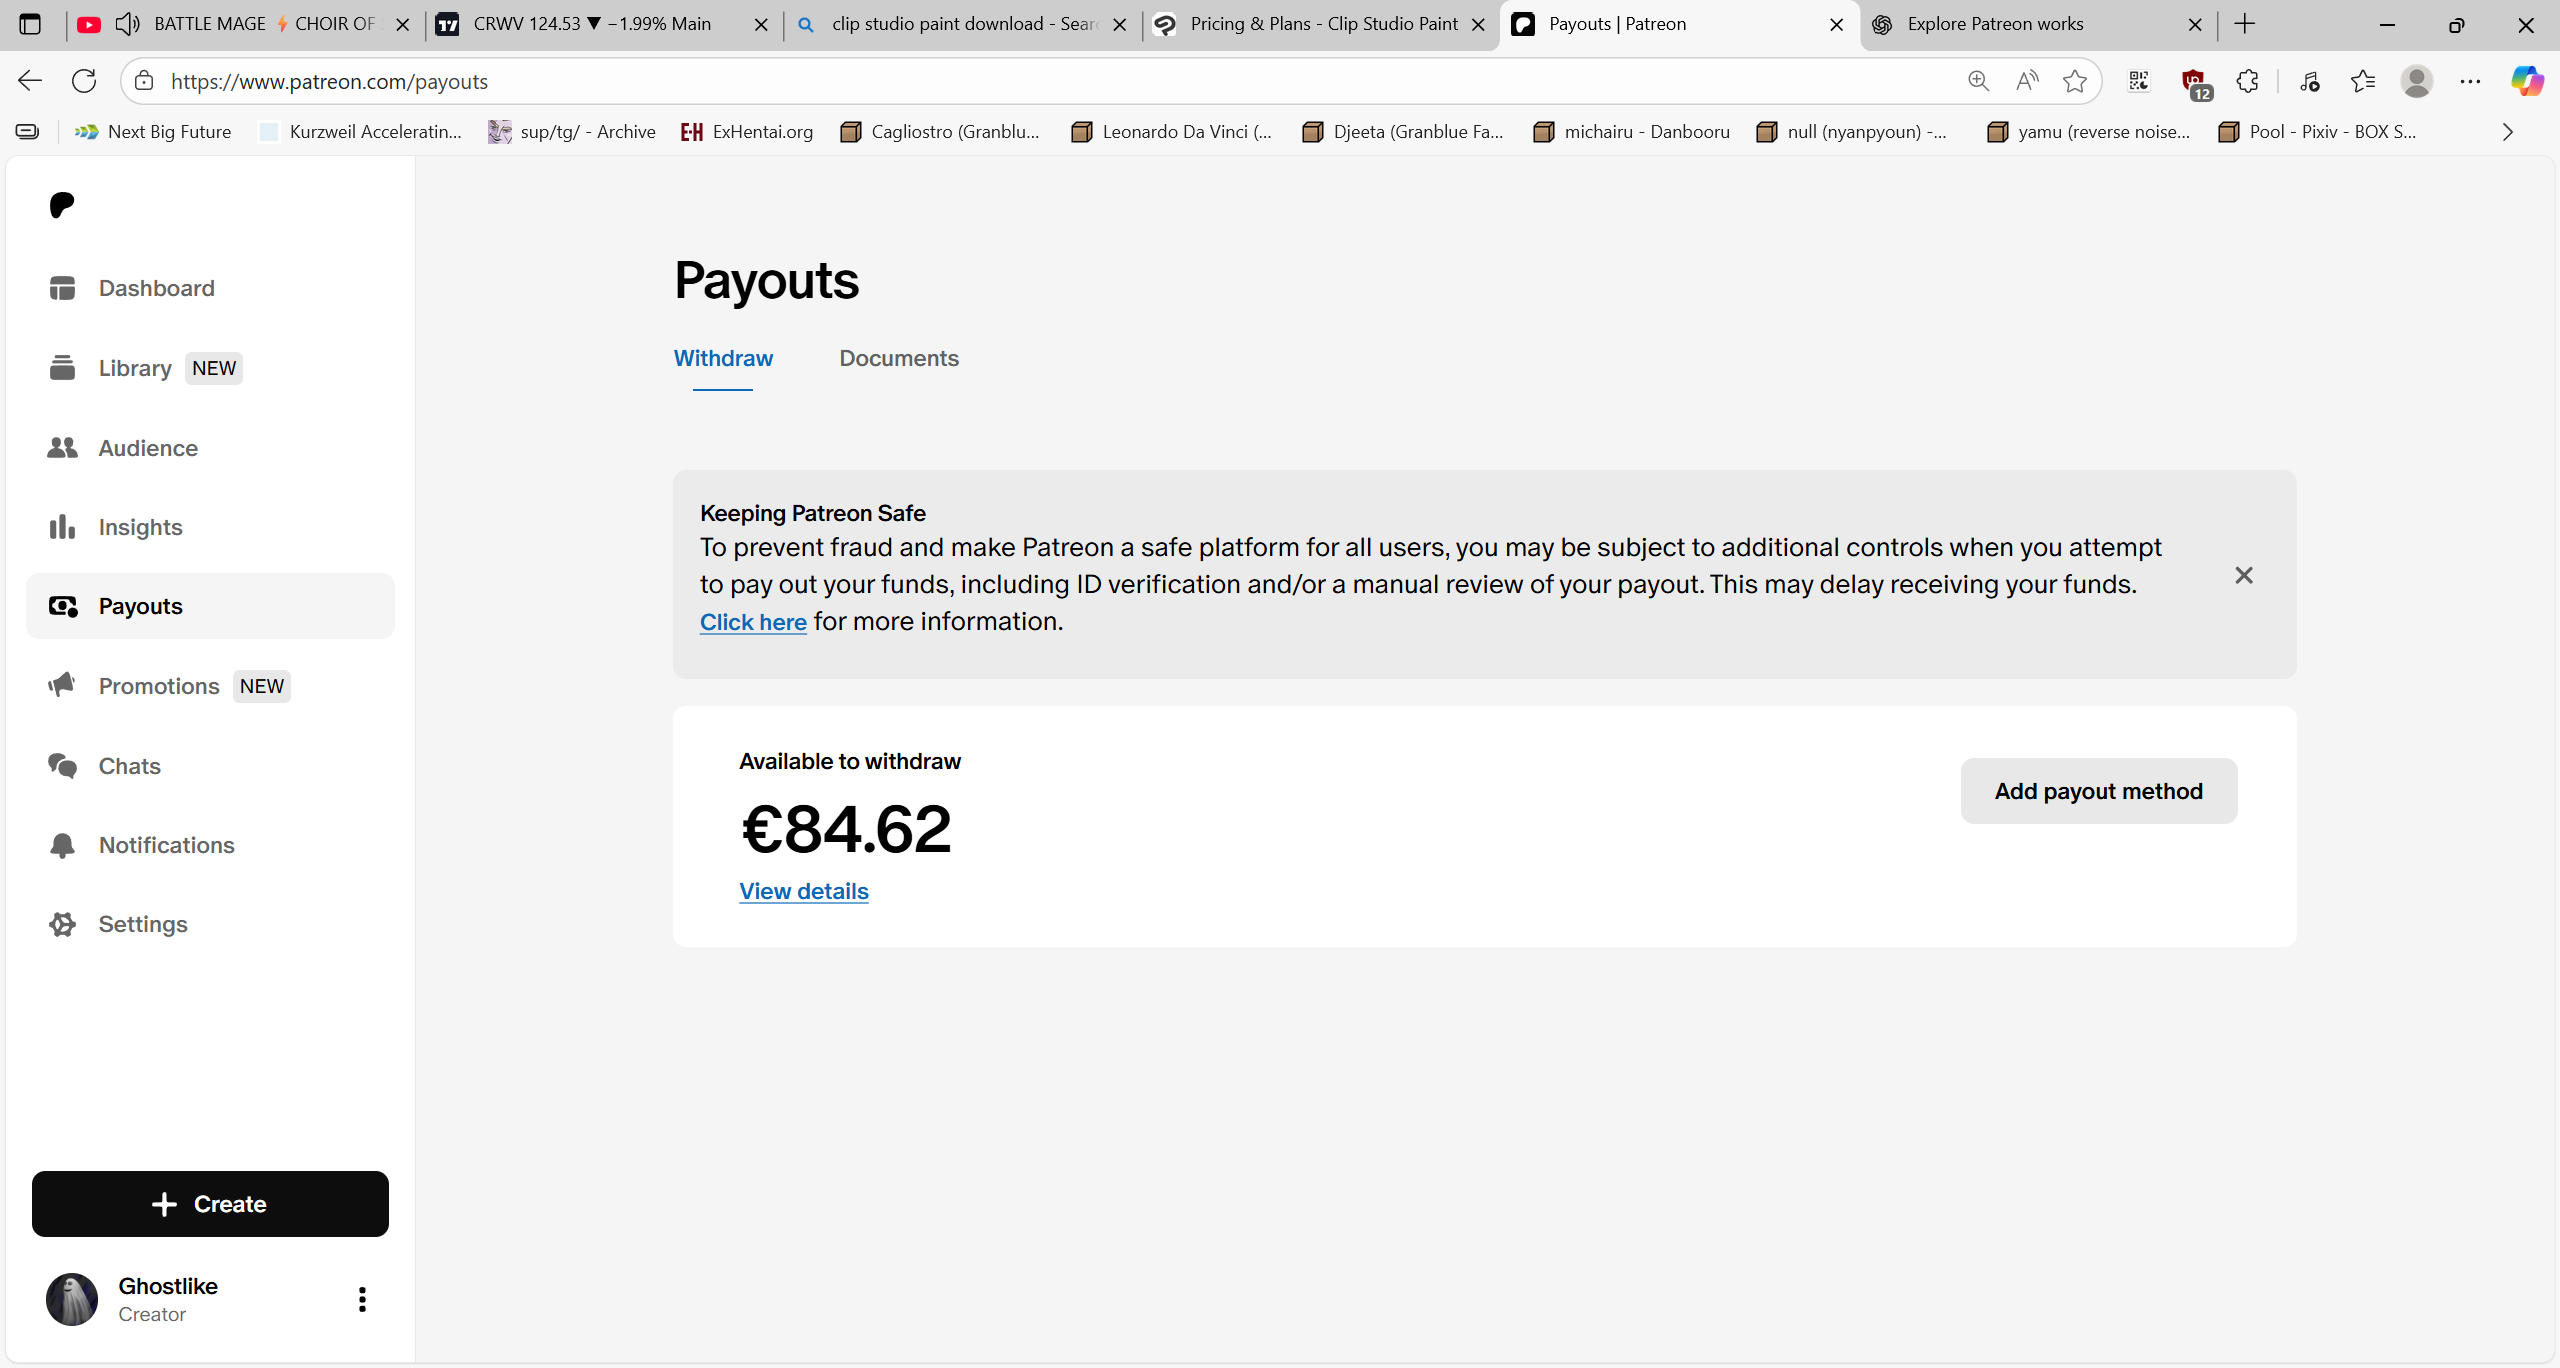 BATTLE MAGE ⚡ CHOIR OF
CRWV 124.53 ▼ −1.99% Main
clip studio paint download - Sear
Pricing & Plans - Clip Studio Paint
Payouts | Patreon
Explore Patreon works
https://www.patreon.com/payouts
12
Next Big Future
Kurzweil Acceleratin...
sup/tg/ - Archive
E-H ExHentai.org
Cagliostro (Granblu...
Leonardo Da Vinci (...
Djeeta (Granblue Fa...
michairu - Danbooru
null (nyanpyoun) -...
yamu (reverse noise...
Pool - Pixiv - BOX S...
Dashboard
Library NEW
Audience
Insights
Payouts
Promotions NEW
Chats
Notifications
Settings
Create
Ghostlike
Creator
Payouts
Withdraw Documents
Keeping Patreon Safe
To prevent fraud and make Patreon a safe platform for all users, you may be subject to additional controls when you attempt
to pay out your funds, including ID verification and/or a manual review of your payout. This may delay receiving your funds.
Click here for more information.
Available to withdraw
€84.62
View details
Add payout method